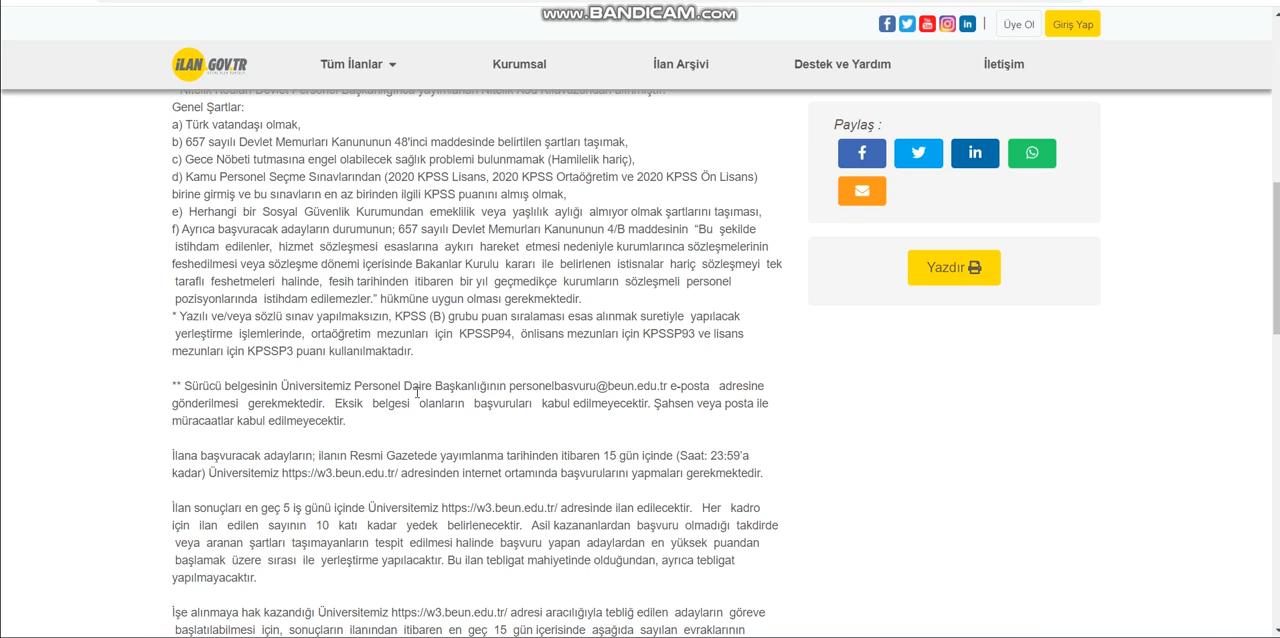 www.BANDICAM.com
Üye Ol
Giriş Yap
iLAN.GOV.TR
Tüm İlanlar
Kurumsal
İlan Arşivi
Destek ve Yardım
İletişim
* Nitelik Kodları Devlet Personel Başkanlığınca yayımlanan Nitelik Kod Kılavuzundan alınmıştır.
Genel Şartlar:
a) Türk vatandaşı olmak,
b) 657 sayılı Devlet Memurları Kanununun 48'inci maddesinde belirtilen şartları taşımak,
c) Gece Nöbeti tutmasına engel olabilecek sağlık problemi bulunmamak (Hamilelik hariç),
d) Kamu Personel Seçme Sınavlarından (2020 KPSS Lisans, 2020 KPSS Ortaöğretim ve 2020 KPSS Ön Lisans)
birine girmiş ve bu sınavların en az birinden ilgili KPSS puanını almış olmak,
e) Herhangi bir Sosyal Güvenlik Kurumundan emeklilik veya yaşlılık aylığı almıyor olmak şartlarını taşıması,
f) Ayrıca başvuracak adayların durumunun; 657 sayılı Devlet Memurları Kanununun 4/B maddesinin “Bu şekilde
istihdam edilenler, hizmet sözleşmesi esaslarına aykırı hareket etmesi nedeniyle kurumlarınca sözleşmelerinin
feshedilmesi veya sözleşme dönemi içerisinde Bakanlar Kurulu kararı ile belirlenen istisnalar hariç sözleşmeyi tek
taraflı feshetmeleri halinde, fesih tarihinden itibaren bir yıl geçmedikçe kurumların sözleşmeli personel
pozisyonlarında istihdam edilemezler.” hükmüne uygun olması gerekmektedir.
* Yazılı ve/veya sözlü sınav yapılmaksızın, KPSS (B) grubu puan sıralaması esas alınmak suretiyle yapılacak
yerleştirme işlemlerinde, ortaöğretim mezunları için KPSSP94, önlisans mezunları için KPSSP93 ve lisans
mezunları için KPSSP3 puanı kullanılmaktadır.
** Sürücü belgesinin Üniversitemiz Personel Daire Başkanlığının personelbasvuru@beun.edu.tr e-posta adresine
gönderilmesi gerekmektedir. Eksik belgesi olanların başvuruları kabul edilmeyecektir. Şahsen veya posta ile
müracaatlar kabul edilmeyecektir.
İlana başvuracak adayların; ilanın Resmi Gazetede yayımlanma tarihinden itibaren 15 gün içinde (Saat: 23:59’a
kadar) Üniversitemiz https://w3.beun.edu.tr/ adresinden internet ortamında başvurularını yapmaları gerekmektedir.
İlan sonuçları en geç 5 iş günü içinde Üniversitemiz https://w3.beun.edu.tr/ adresinde ilan edilecektir. Her kadro
için ilan edilen sayının 10 katı kadar yedek belirlenecektir. Asil kazananlardan başvuru olmadığı takdirde
veya aranan şartları taşımayanların tespit edilmesi halinde başvuru yapan adaylardan en yüksek puandan
başlamak üzere sırası ile yerleştirme yapılacaktır. Bu ilan tebligat mahiyetinde olduğundan, ayrıca tebligat
yapılmayacaktır.
İşe alınmaya hak kazandığı Üniversitemiz https://w3.beun.edu.tr/ adresi aracılığıyla tebliğ edilen adayların göreve
başlatılabilmesi için, sonuçların ilanından itibaren en geç 15 gün içerisinde aşağıda sayılan evraklarının
Paylaş :
Yazdır